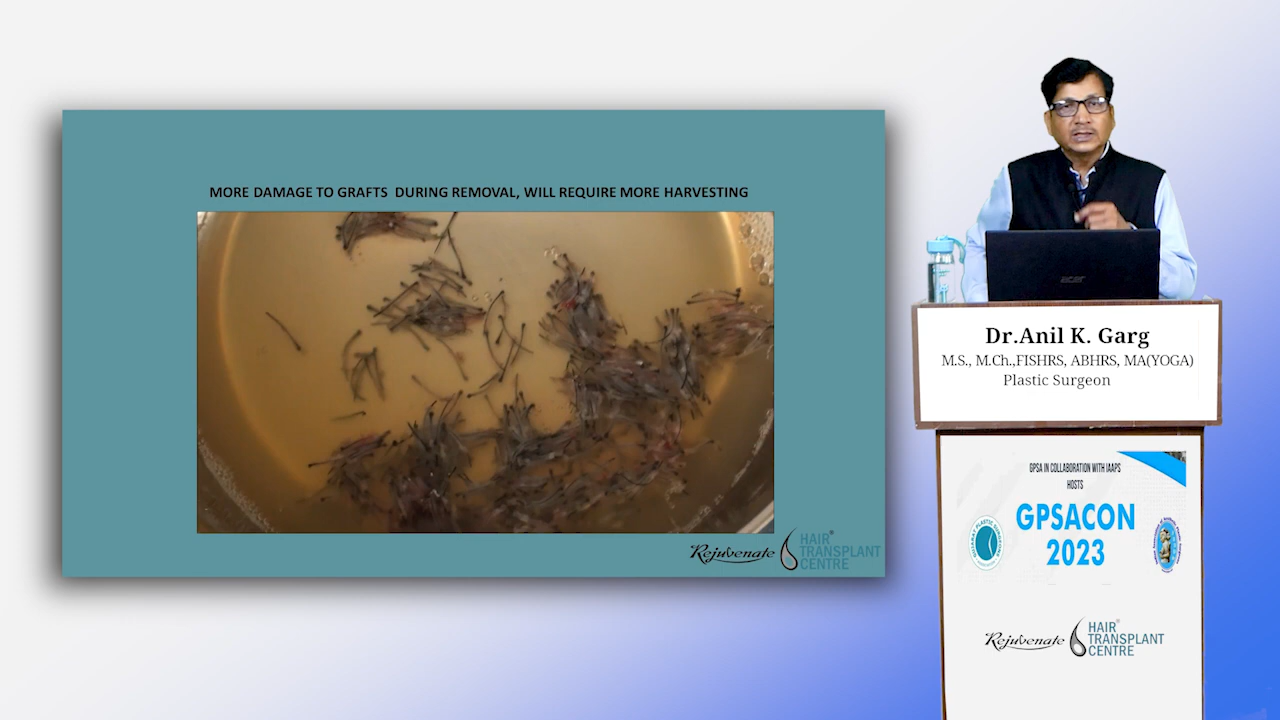 MORE DAMAGE TO GRAFTS DURING REMOVAL, WILL REQUIRE MORE HARVESTING
Rejuvenate
HAIR®
TRANSPLANT
CENTRE
Dr.Anil K. Garg
M.S., M.Ch.,FISHRS, ABHRS, MA(YOGA)
Plastic Surgeon
GPSA IN COLLABORATION WITH IAAPS
HOSTS
GPSACON
2023
Rejuvenate
HAIR®
TRANSPLANT
CENTRE